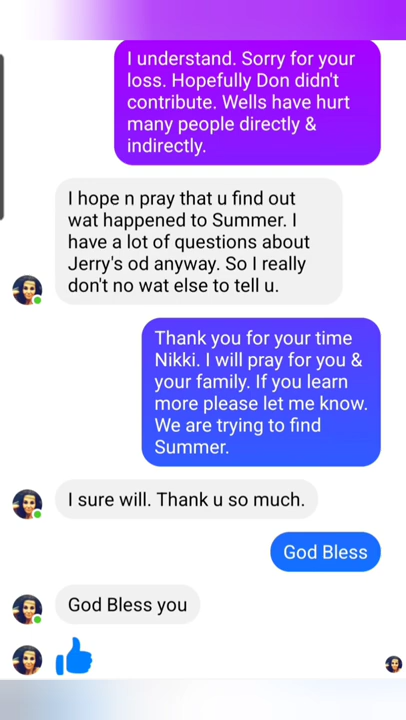 I understand. Sorry for your
loss. Hopefully Don didn't
contribute. Wells have hurt
many people directly &
indirectly.
I hope n pray that u find out
wat happened to Summer. I
have a lot of questions about
Jerry's od anyway. So I really
don't no wat else to tell u.
Thank you for your time
Nikki. I will pray for you &
your family. If you learn
more please let me know.
We are trying to find
Summer.
I sure will. Thank u so much.
God Bless
God Bless you